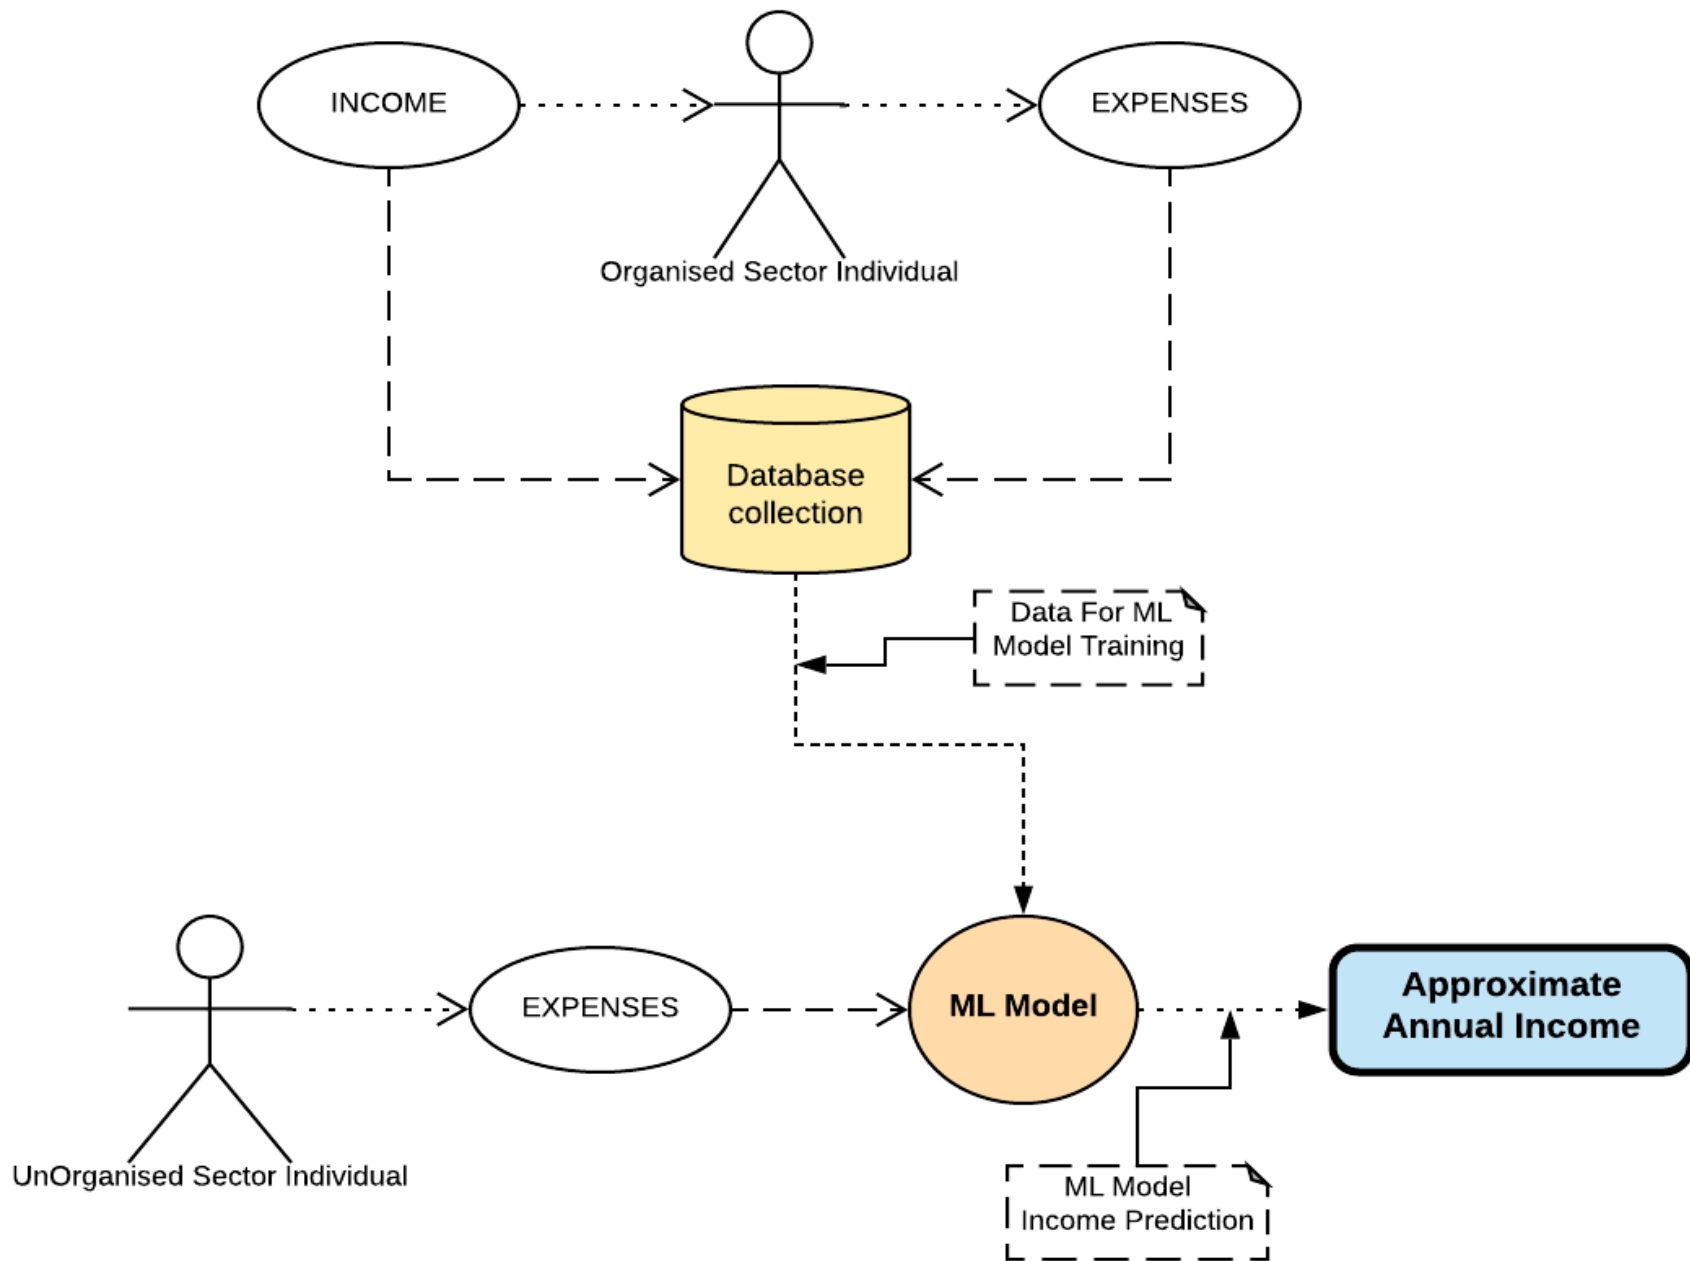 INCOME
EXPENSES
Organised Sector Individual
Database
collection
Data For ML
Model Training
EXPENSES
ML Model
Approximate
Annual Income
UnOrganised Sector Individual
ML Model
Income Prediction